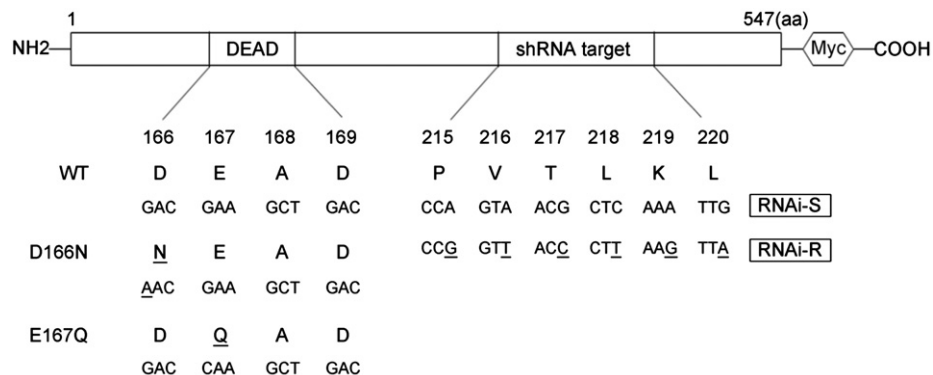 1 547(aa)
NH2 DEAD shRNA target Myc COOH
166 167 168 169 215 216 217 218 219 220
WT D E A D P V T L K L
GAC GAA GCT GAC CCA GTA ACG CTC AAA TTG RNAi-S
D166N N E A D CCG GTT ACC CTT AAG TTA RNAi-R
AAC GAA GCT GAC
E167Q D Q A D
GAC CAA GCT GAC